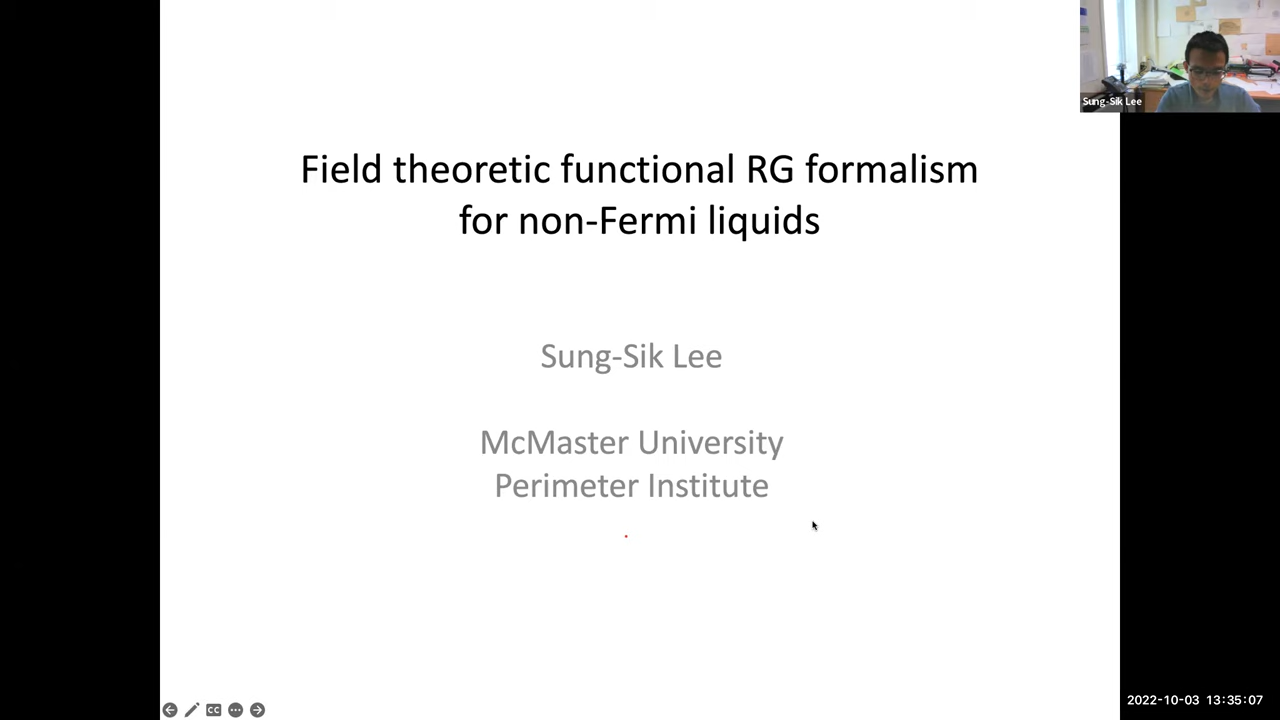 Sung-Sik Lee
Field theoretic functional RG formalism
for non-Fermi liquids
Sung-Sik Lee
McMaster University
Perimeter Institute
CC
2022-10-03 13:35:07